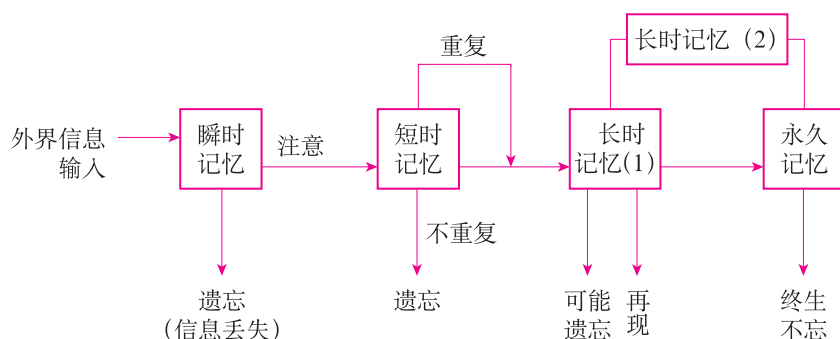 重复
长时记忆（2）
外界信息
输入
瞬时
记忆
注意
短时
记忆
长时
记忆(1)
永久
记忆
不重复
遗忘
（信息丢失）
遗忘
可能
遗忘
再
现
终生
不忘